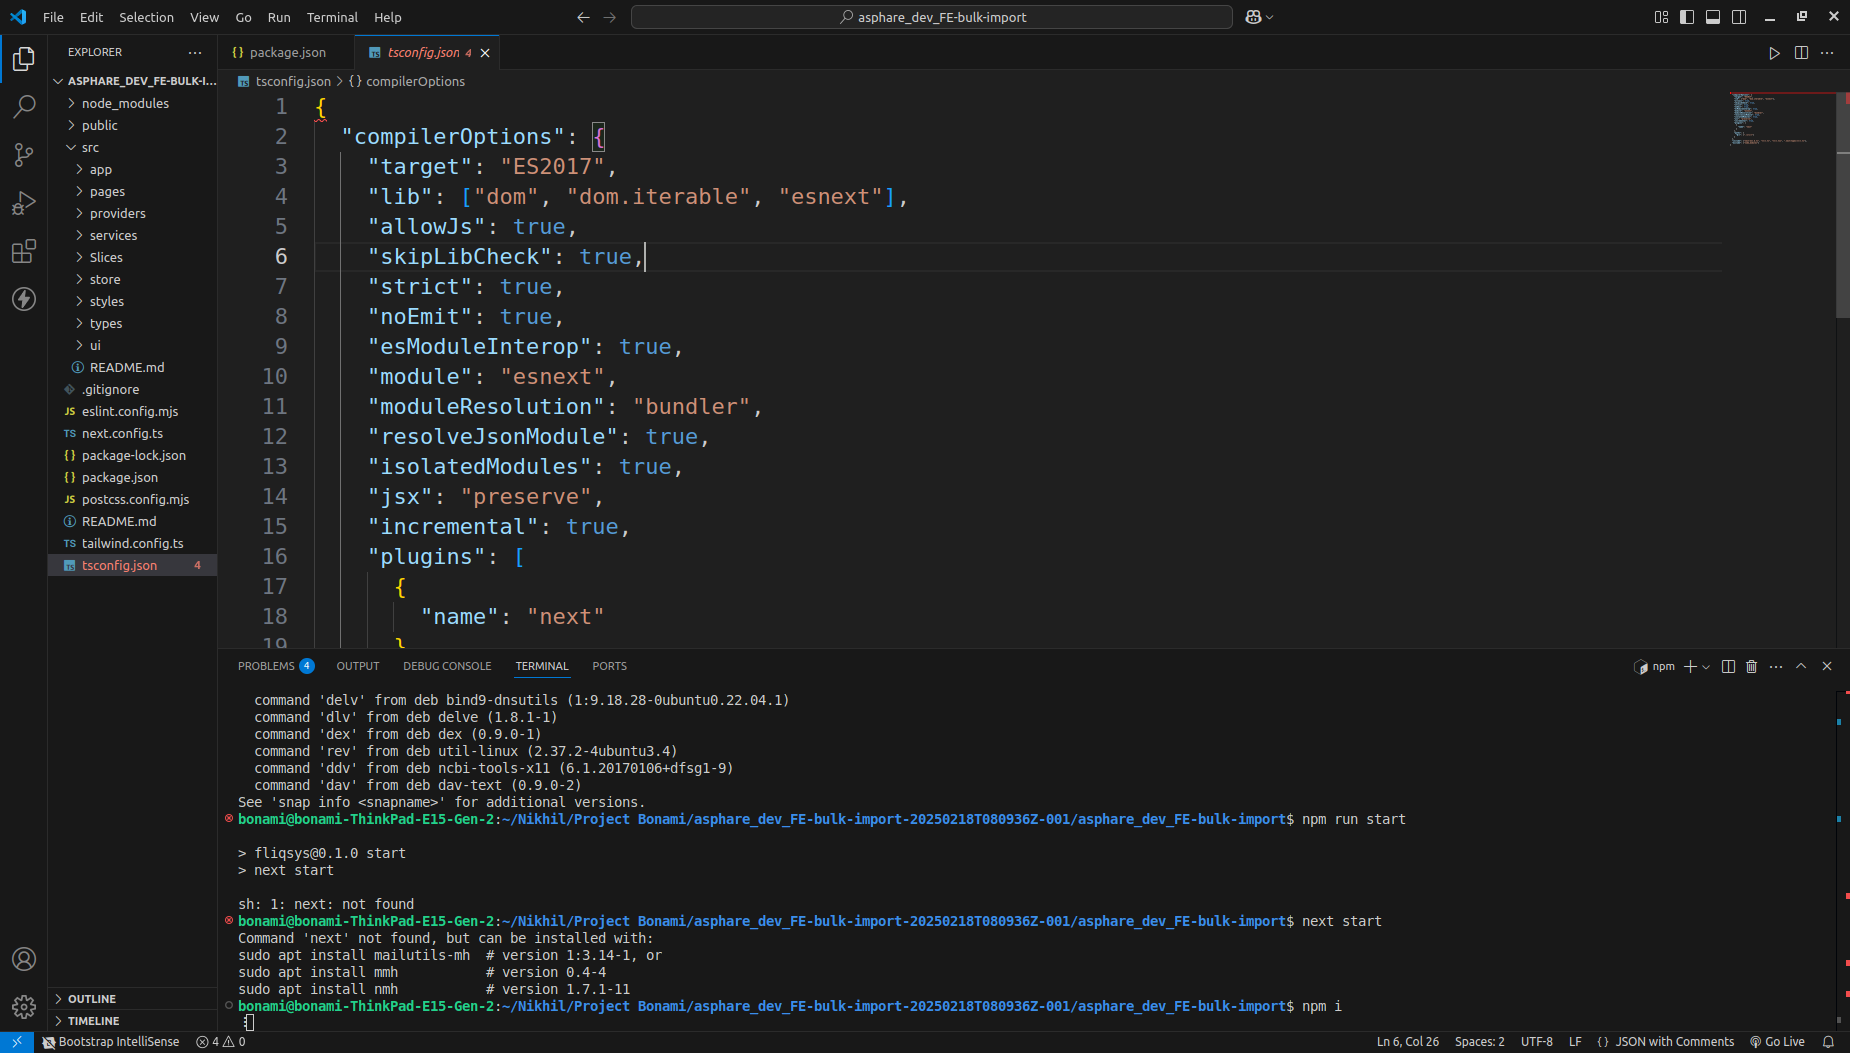 File Edit Selection View Go Run Terminal Help
asphare_dev_FE-bulk-import
EXPLORER
ASPHARE_DEV_FE-BULK-I...
node_modules
public
src
app
pages
providers
services
Slices
store
styles
types
ui
README.md
.gitignore
JS eslint.config.mjs
TS next.config.ts
{} package-lock.json
{} package.json
JS postcss.config.mjs
README.md
TS tailwind.config.ts
TS tsconfig.json 4
OUTLINE
TIMELINE
{} package.json
TS tsconfig.json 4
TS tsconfig.json > {} compilerOptions
1 {
2 "compilerOptions": {
3 "target": "ES2017",
4 "lib": ["dom", "dom.iterable", "esnext"],
5 "allowJs": true,
6 "skipLibCheck": true,
7 "strict": true,
8 "noEmit": true,
9 "esModuleInterop": true,
10 "module": "esnext",
11 "moduleResolution": "bundler",
12 "resolveJsonModule": true,
13 "isolatedModules": true,
14 "jsx": "preserve",
15 "incremental": true,
16 "plugins": [
17 {
18 "name": "next"
19 }
PROBLEMS 4 OUTPUT DEBUG CONSOLE TERMINAL PORTS
npm
command 'delv' from deb bind9-dnsutils (1:9.18.28-0ubuntu0.22.04.1)
command 'dlv' from deb delve (1.8.1-1)
command 'dex' from deb dex (0.9.0-1)
command 'rev' from deb util-linux (2.37.2-4ubuntu3.4)
command 'ddv' from deb ncbi-tools-x11 (6.1.20170106+dfsg1-9)
command 'dav' from deb dav-text (0.9.0-2)
See 'snap info <snapname>' for additional versions.
bonami@bonami-ThinkPad-E15-Gen-2:~/Nikhil/Project Bonami/asphare_dev_FE-bulk-import-20250218T080936Z-001/asphare_dev_FE-bulk-import$ npm run start
> fliqsys@0.1.0 start
> next start
sh: 1: next: not found
bonami@bonami-ThinkPad-E15-Gen-2:~/Nikhil/Project Bonami/asphare_dev_FE-bulk-import-20250218T080936Z-001/asphare_dev_FE-bulk-import$ next start
Command 'next' not found, but can be installed with:
sudo apt install mailutils-mh # version 1:3.14-1, or
sudo apt install mmh # version 0.4-4
sudo apt install nmh # version 1.7.1-11
bonami@bonami-ThinkPad-E15-Gen-2:~/Nikhil/Project Bonami/asphare_dev_FE-bulk-import-20250218T080936Z-001/asphare_dev_FE-bulk-import$ npm i
Bootstrap IntelliSense 4 0
Ln 6, Col 26 Spaces: 2 UTF-8 LF {} JSON with Comments Go Live